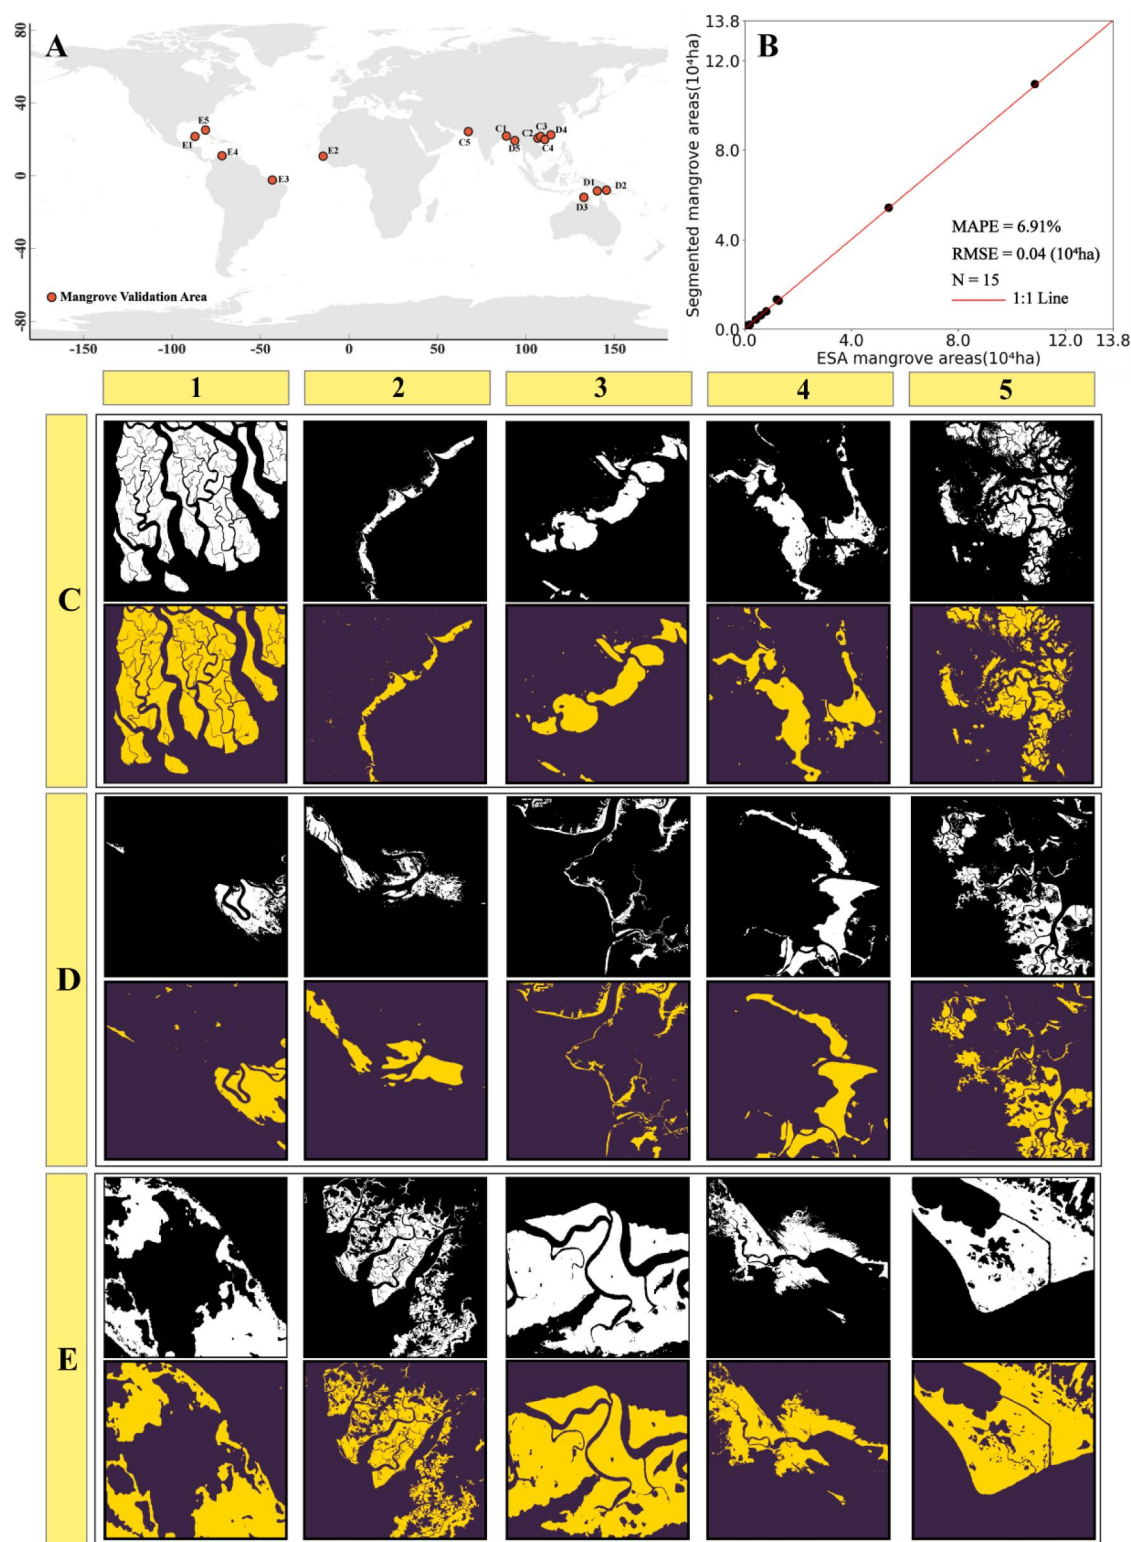 A
80
40
0
-40
-80
E5
E1
E4
E2
E3
C5
C1
D5
C2
C3
D4
C4
D1
D2
D3
Mangrove Validation Area
-150
-100
-50
0
50
100
150
B
13.8
12.0
8.0
4.0
0.0
Segmented mangrove areas(10⁴ha)
MAPE = 6.91%
RMSE = 0.04 (10⁴ha)
N = 15
1:1 Line
0.0
4.0
8.0
12.0
13.8
ESA mangrove areas(10⁴ha)
1
2
3
4
5
C
D
E